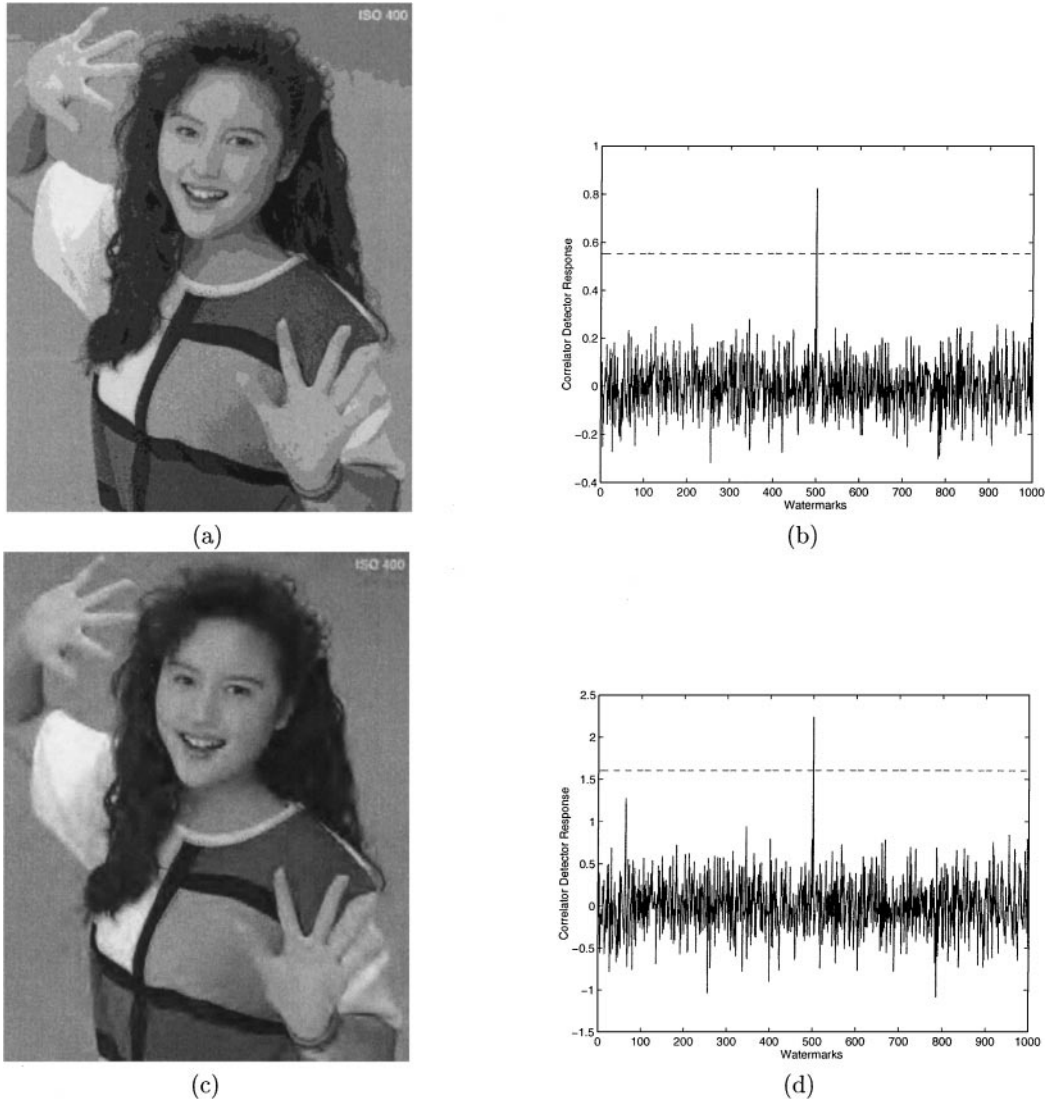 ISO 400
1
0.8
0.6
0.4
0.2
0
−0.2
−0.4
Correlator Detector Response
0 100 200 300 400 500 600 700 800 900 1000
Watermarks
(a)
(b)
ISO 400
2.5
2
1.5
1
0.5
0
−0.5
−1
−1.5
Correlator Detector Response
0 100 200 300 400 500 600 700 800 900 1000
Watermarks
(c)
(d)